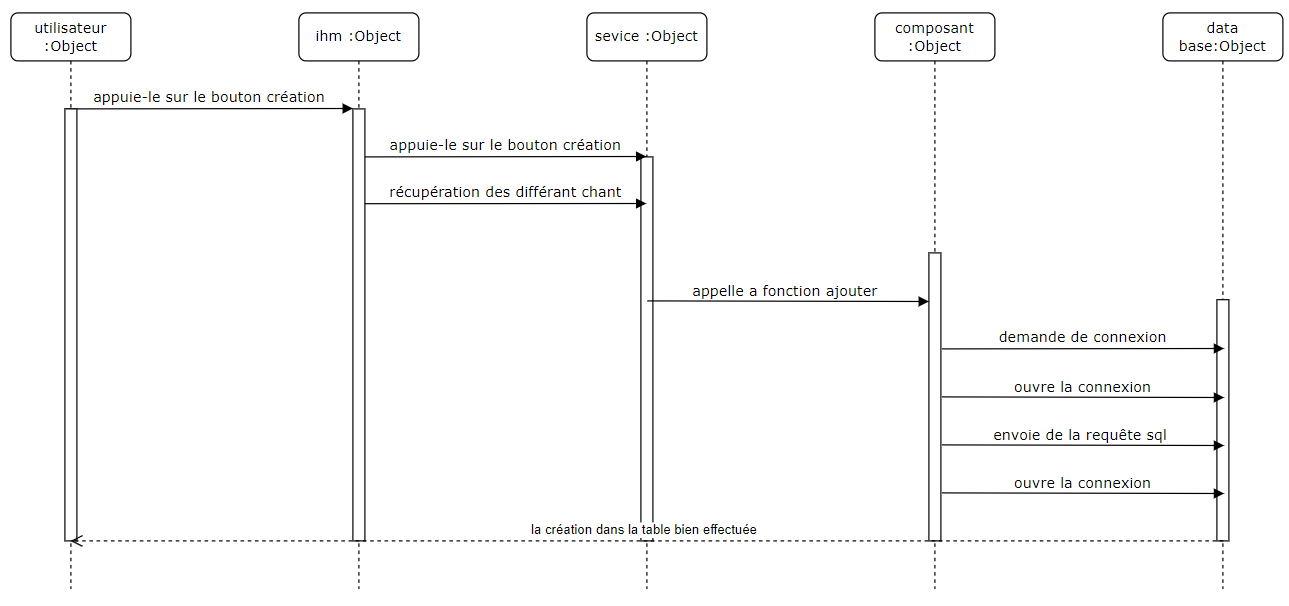 utilisateur
:Object
ihm :Object
sevice :Object
composant
:Object
data
base:Object
appuie-le sur le bouton création
appuie-le sur le bouton création
récupération des différant chant
appelle a fonction ajouter
demande de connexion
ouvre la connexion
envoie de la requête sql
ouvre la connexion
la création dans la table bien effectuée